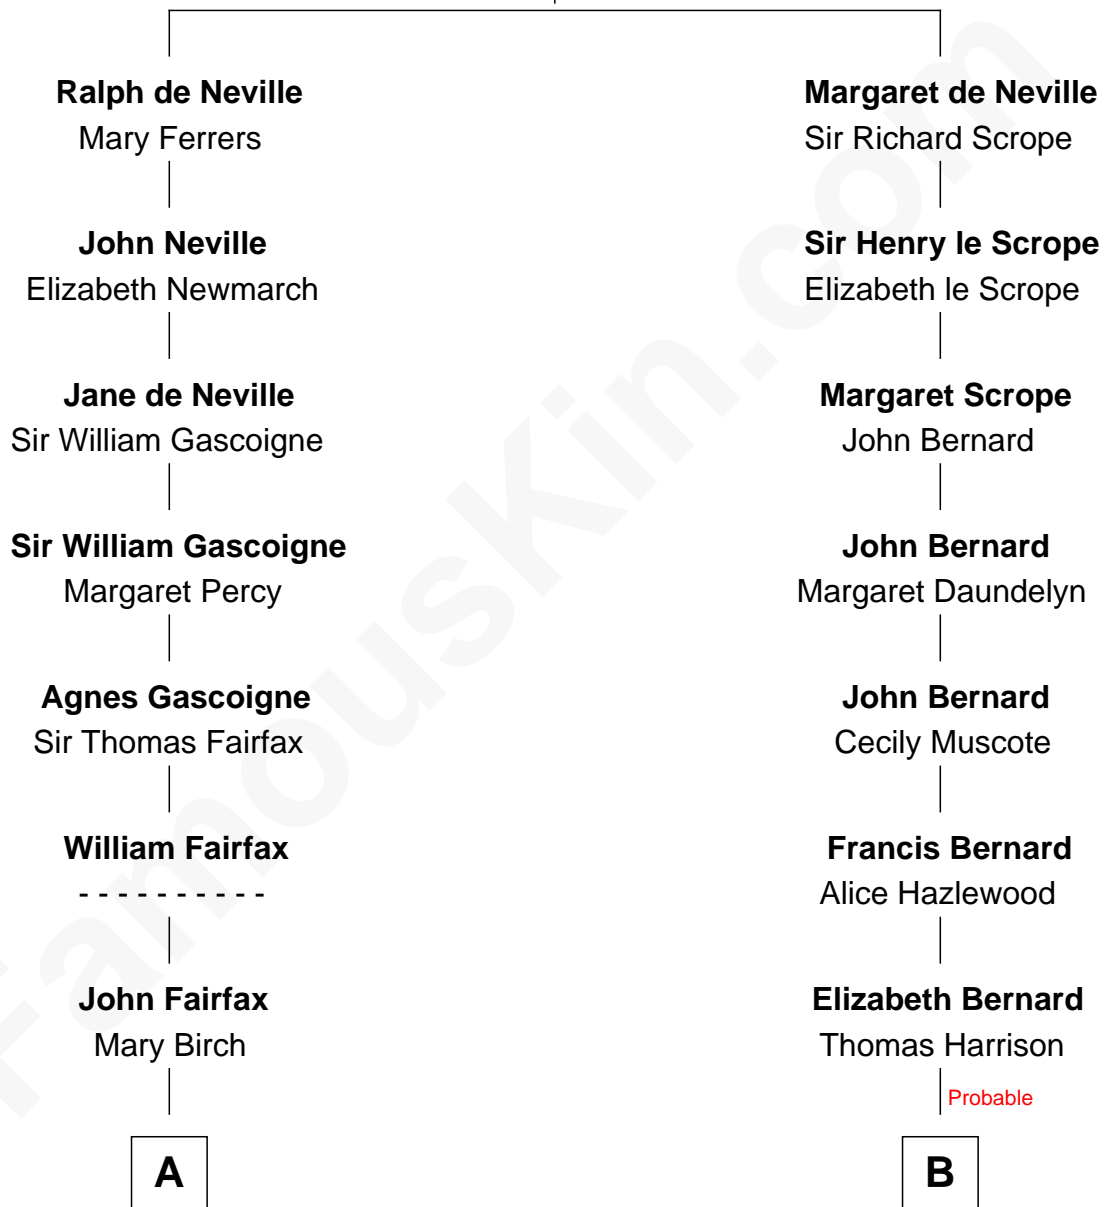 Ralph de Neville
Mary Ferrers
John Neville
Elizabeth Newmarch
Jane de Neville
Sir William Gascoigne
Sir William Gascoigne
Margaret Percy
Agnes Gascoigne
Sir Thomas Fairfax
William Fairfax
- - - - - - - - - -
John Fairfax
Mary Birch
A
Margaret de Neville
Sir Richard Scrope
Sir Henry le Scrope
Elizabeth le Scrope
Margaret Scrope
John Bernard
John Bernard
Margaret Daundelyn
John Bernard
Cecily Muscote
Francis Bernard
Alice Hazlewood
Elizabeth Bernard
Thomas Harrison
Probable
B
FamousKin.com